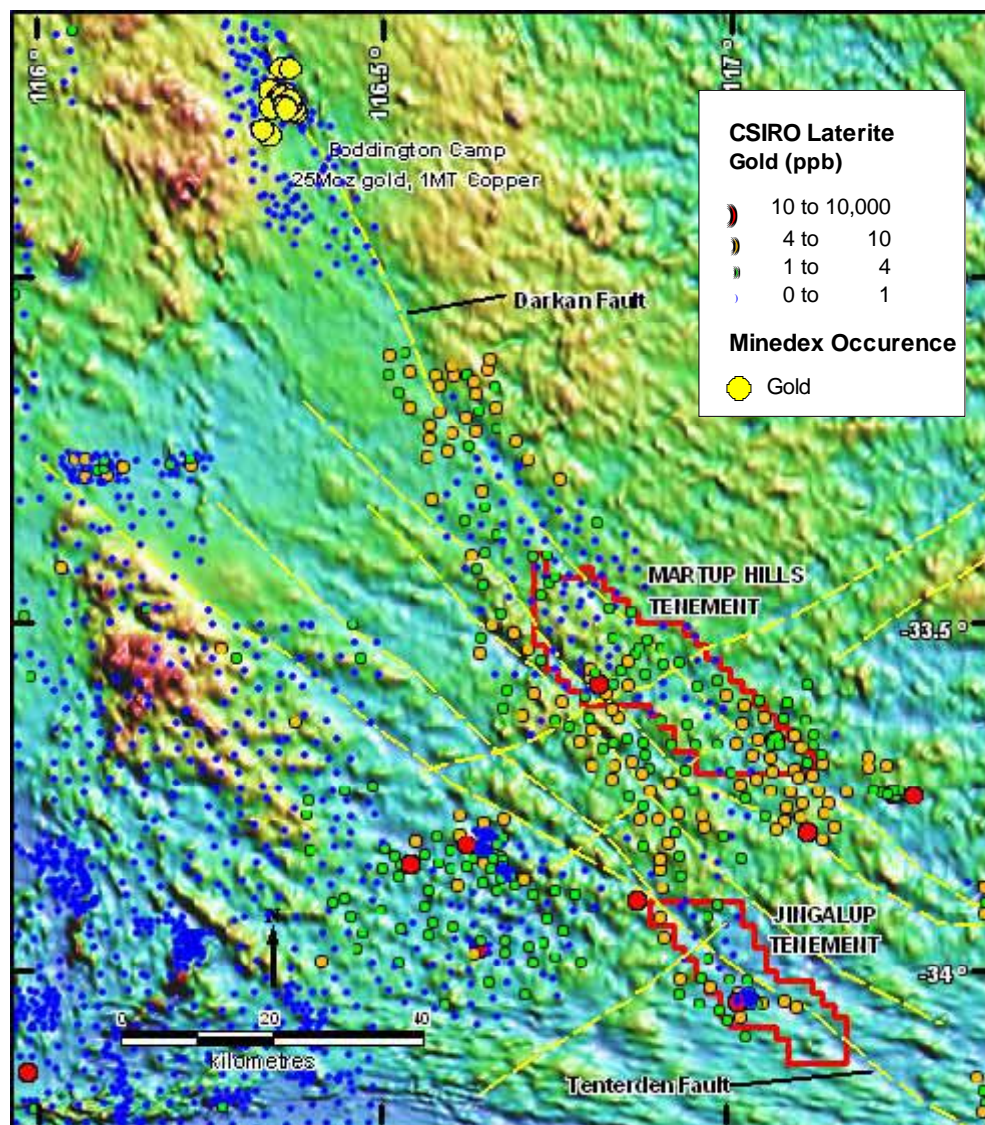 116 °
116.5 °
117 °
CSIRO Laterite
Gold (ppb)
10 to 10,000
4 to 10
1 to 4
0 to 1
Minedex Occurence
Gold
Boddington Camp
25Moz gold, 1MT Copper
Darkan Fault
MARTUP HILLS
TENEMENT
-33.5 °
JINGALUP
TENEMENT
-34 °
0 20 40
kilometres
Tenterden Fault